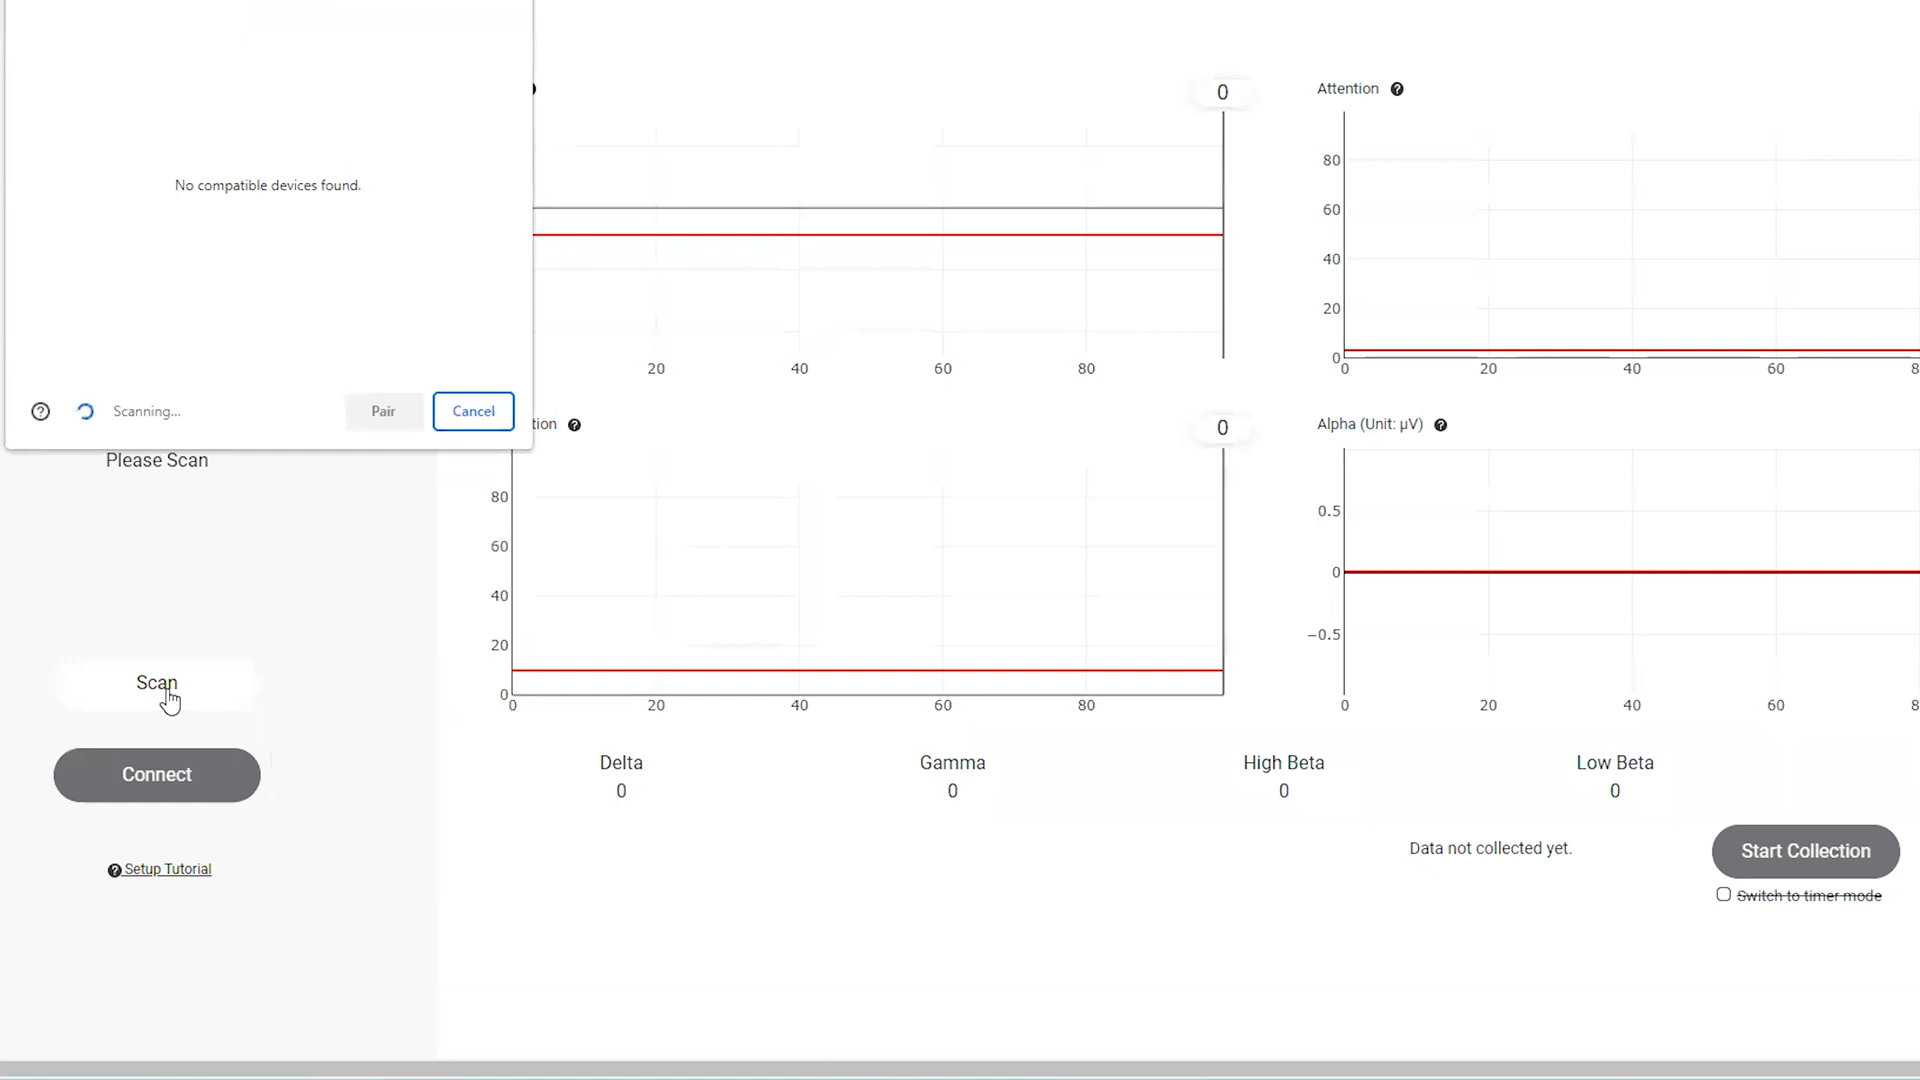 No compatible devices found.
Scanning...
Pair
Cancel
Please Scan
Scan
Connect
Setup Tutorial
0
20
40
60
80
Attention
80
60
40
20
0
0
20
40
60
8
tion
0
80
60
40
20
0
0
20
40
60
80
Alpha (Unit: μV)
0.5
0
−0.5
0
20
40
60
8
Delta
0
Gamma
0
High Beta
0
Low Beta
0
Data not collected yet.
Start Collection
Switch to timer mode